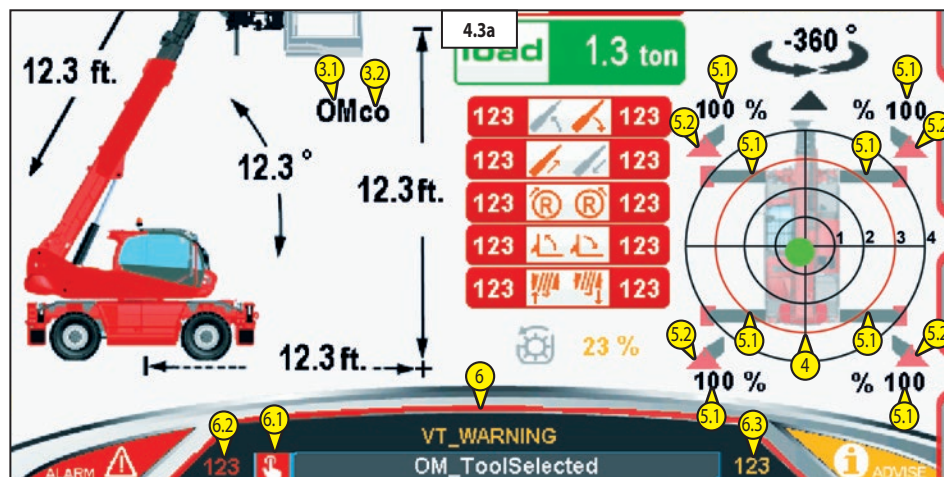 4.3a
load 1.3 ton
-360 °
12.3 ft.
3.1 3.2
OMco
12.3 °
12.3 ft.
12.3 ft.
123 123
123 123
123 R R 123
123 123
123 123
23 %
5.1 5.1
100 % % 100
5.2 5.2
5.1 5.1
1 2 3 4
5.1 5.1
5.2 5.2
4
100 % % 100
5.1 5.1
6
6.2 6.1 6.3
VT_WARNING
ALARM 123 OM_ToolSelected 123 i ADVISE